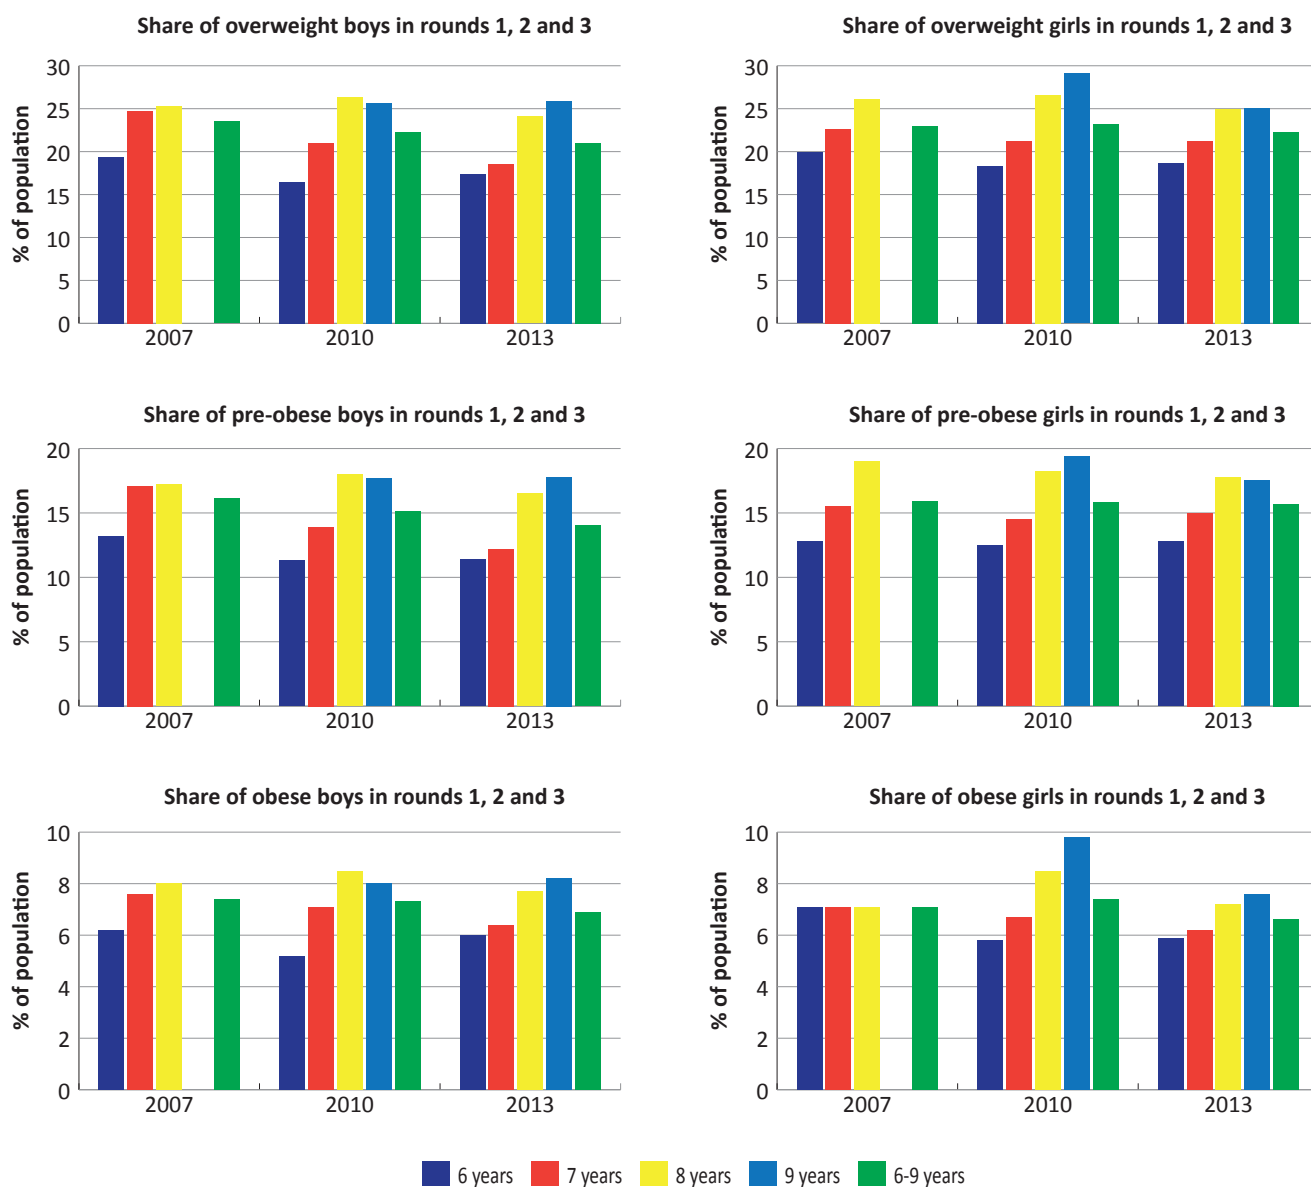 Share of overweight boys in rounds 1, 2 and 3
% of population
30
25
20
15
10
5
0
2007 2010 2013
Share of overweight girls in rounds 1, 2 and 3
% of population
30
25
20
15
10
5
0
2007 2010 2013
Share of pre-obese boys in rounds 1, 2 and 3
% of population
20
15
10
5
0
2007 2010 2013
Share of pre-obese girls in rounds 1, 2 and 3
% of population
20
15
10
5
0
2007 2010 2013
Share of obese boys in rounds 1, 2 and 3
% of population
10
8
6
4
2
0
2007 2010 2013
Share of obese girls in rounds 1, 2 and 3
% of population
10
8
6
4
2
0
2007 2010 2013
6 years 7 years 8 years 9 years 6-9 years